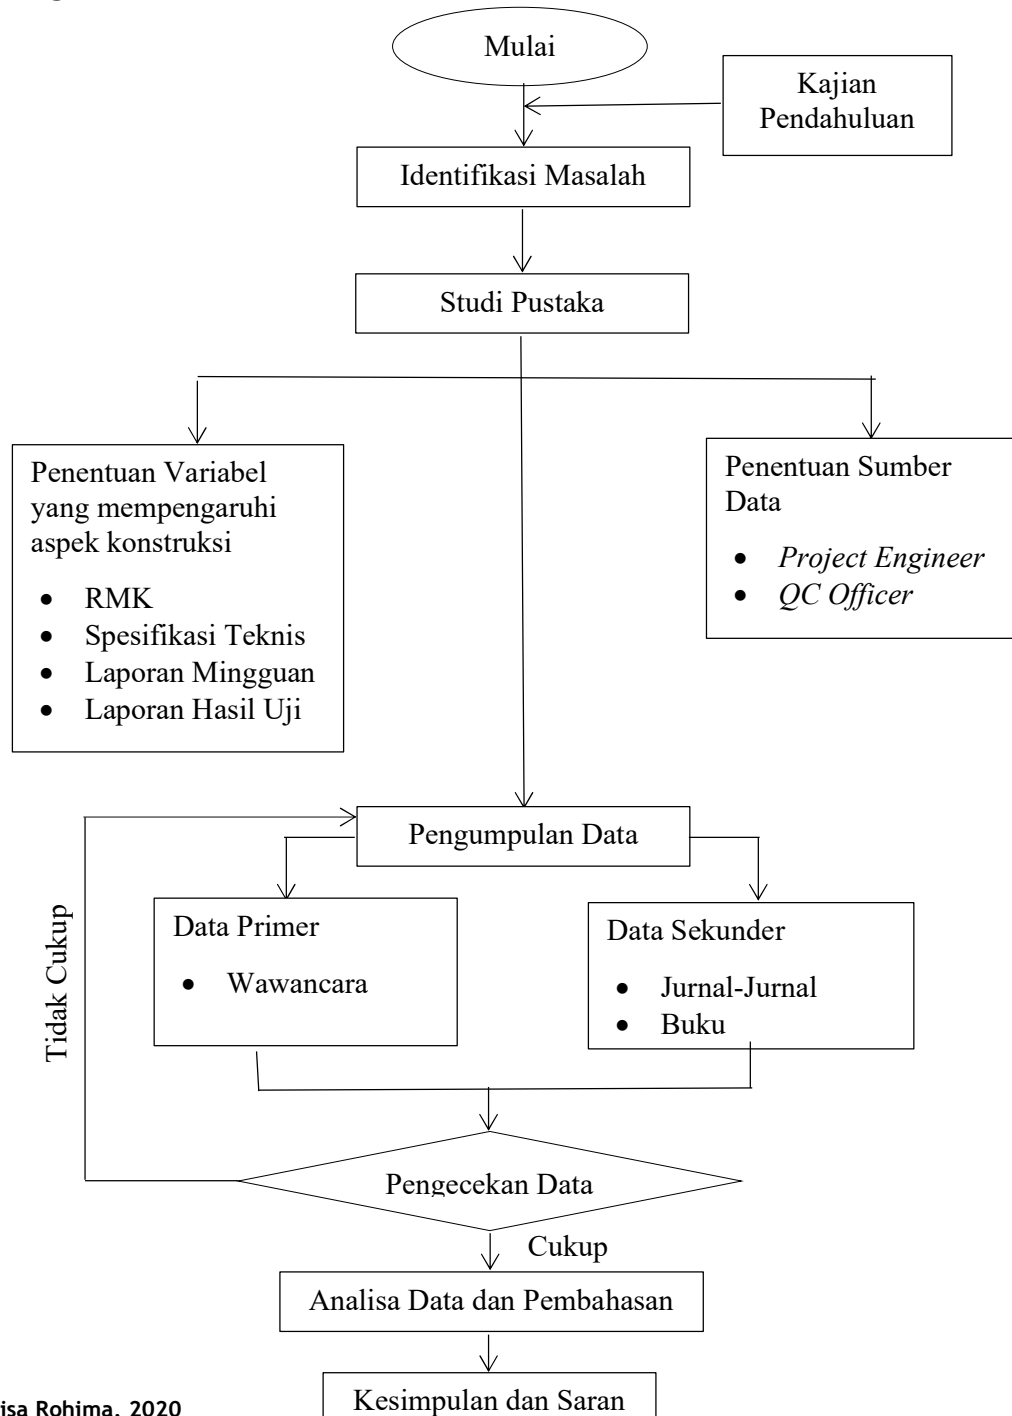 Mulai
Kajian
Pendahuluan
Identifikasi Masalah
Studi Pustaka
Penentuan Variabel
yang mempengaruhi
aspek konstruksi
• RMK
• Spesifikasi Teknis
• Laporan Mingguan
• Laporan Hasil Uji
Penentuan Sumber
Data
• Project Engineer
• QC Officer
Pengumpulan Data
Tidak Cukup
Data Primer
• Wawancara
Data Sekunder
• Jurnal-Jurnal
• Buku
Pengecekan Data
Cukup
Analisa Data dan Pembahasan
Kesimpulan dan Saran
isa Rohima, 2020